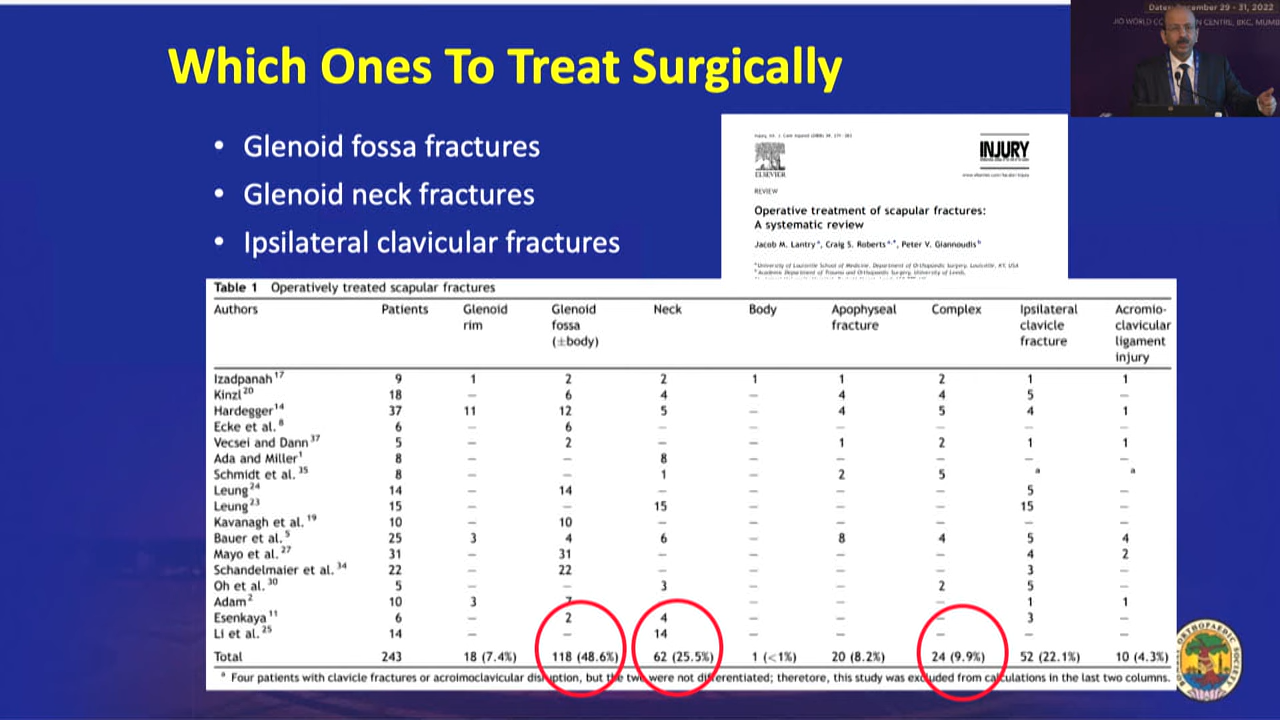 Which Ones To Treat Surgically
• Glenoid fossa fractures
• Glenoid neck fractures
• Ipsilateral clavicular fractures
ember 29 - 31, 2022
JIO WORLD CO
N CENTRE, BKC, MUMB
ELSEVIER
INJURY
REVIEW
Operative treatment of scapular fractures:
A systematic review
Jacob M. Lantry a, Craig S. Roberts a,*, Peter V. Giannoudis b
Table 1 Operatively treated scapular fractures
Authors Patients Glenoid rim Glenoid fossa (±body) Neck Body Apophyseal fracture Complex Ipsilateral clavicle fracture Acromio-clavicular ligament injury
Izadpanah 17 9 1 2 2 1 1 2 1 1
Kinzl 20 18 – 6 4 – 4 4 5 –
Hardegger 14 37 11 12 5 – 4 5 4 1
Ecke et al. 8 6 – 6 – – – – – –
Vecsei and Dann 37 5 – 2 – – 1 2 1 1
Ada and Miller 1 8 – – 8 – – – – –
Schmidt et al. 35 8 – – 1 – 2 5 a a
Leung 24 14 – 14 – – – – 5 –
Leung 23 15 – – 15 – – – 15 –
Kavanagh et al. 19 10 – 10 – – – – – –
Bauer et al. 5 25 3 4 6 – 8 4 5 4
Mayo et al. 27 31 – 31 – – – – 4 2
Schandelmaier et al. 34 22 – 22 – – – – 3 –
Oh et al. 30 5 – – 3 – – 2 5 –
Adam 2 10 3 7 – – – – 1 1
Esenkaya 11 6 – 2 4 – – – 3 –
Li et al. 25 14 – – 14 – – – – –
Total 243 18 (7.4%) 118 (48.6%) 62 (25.5%) 1 (<1%) 20 (8.2%) 24 (9.9%) 52 (22.1%) 10 (4.3%)
a Four patients with clavicle fractures or acroimoclavicular disruption, but the two were not differentiated; therefore, this study was excluded from calculations in the last two columns.